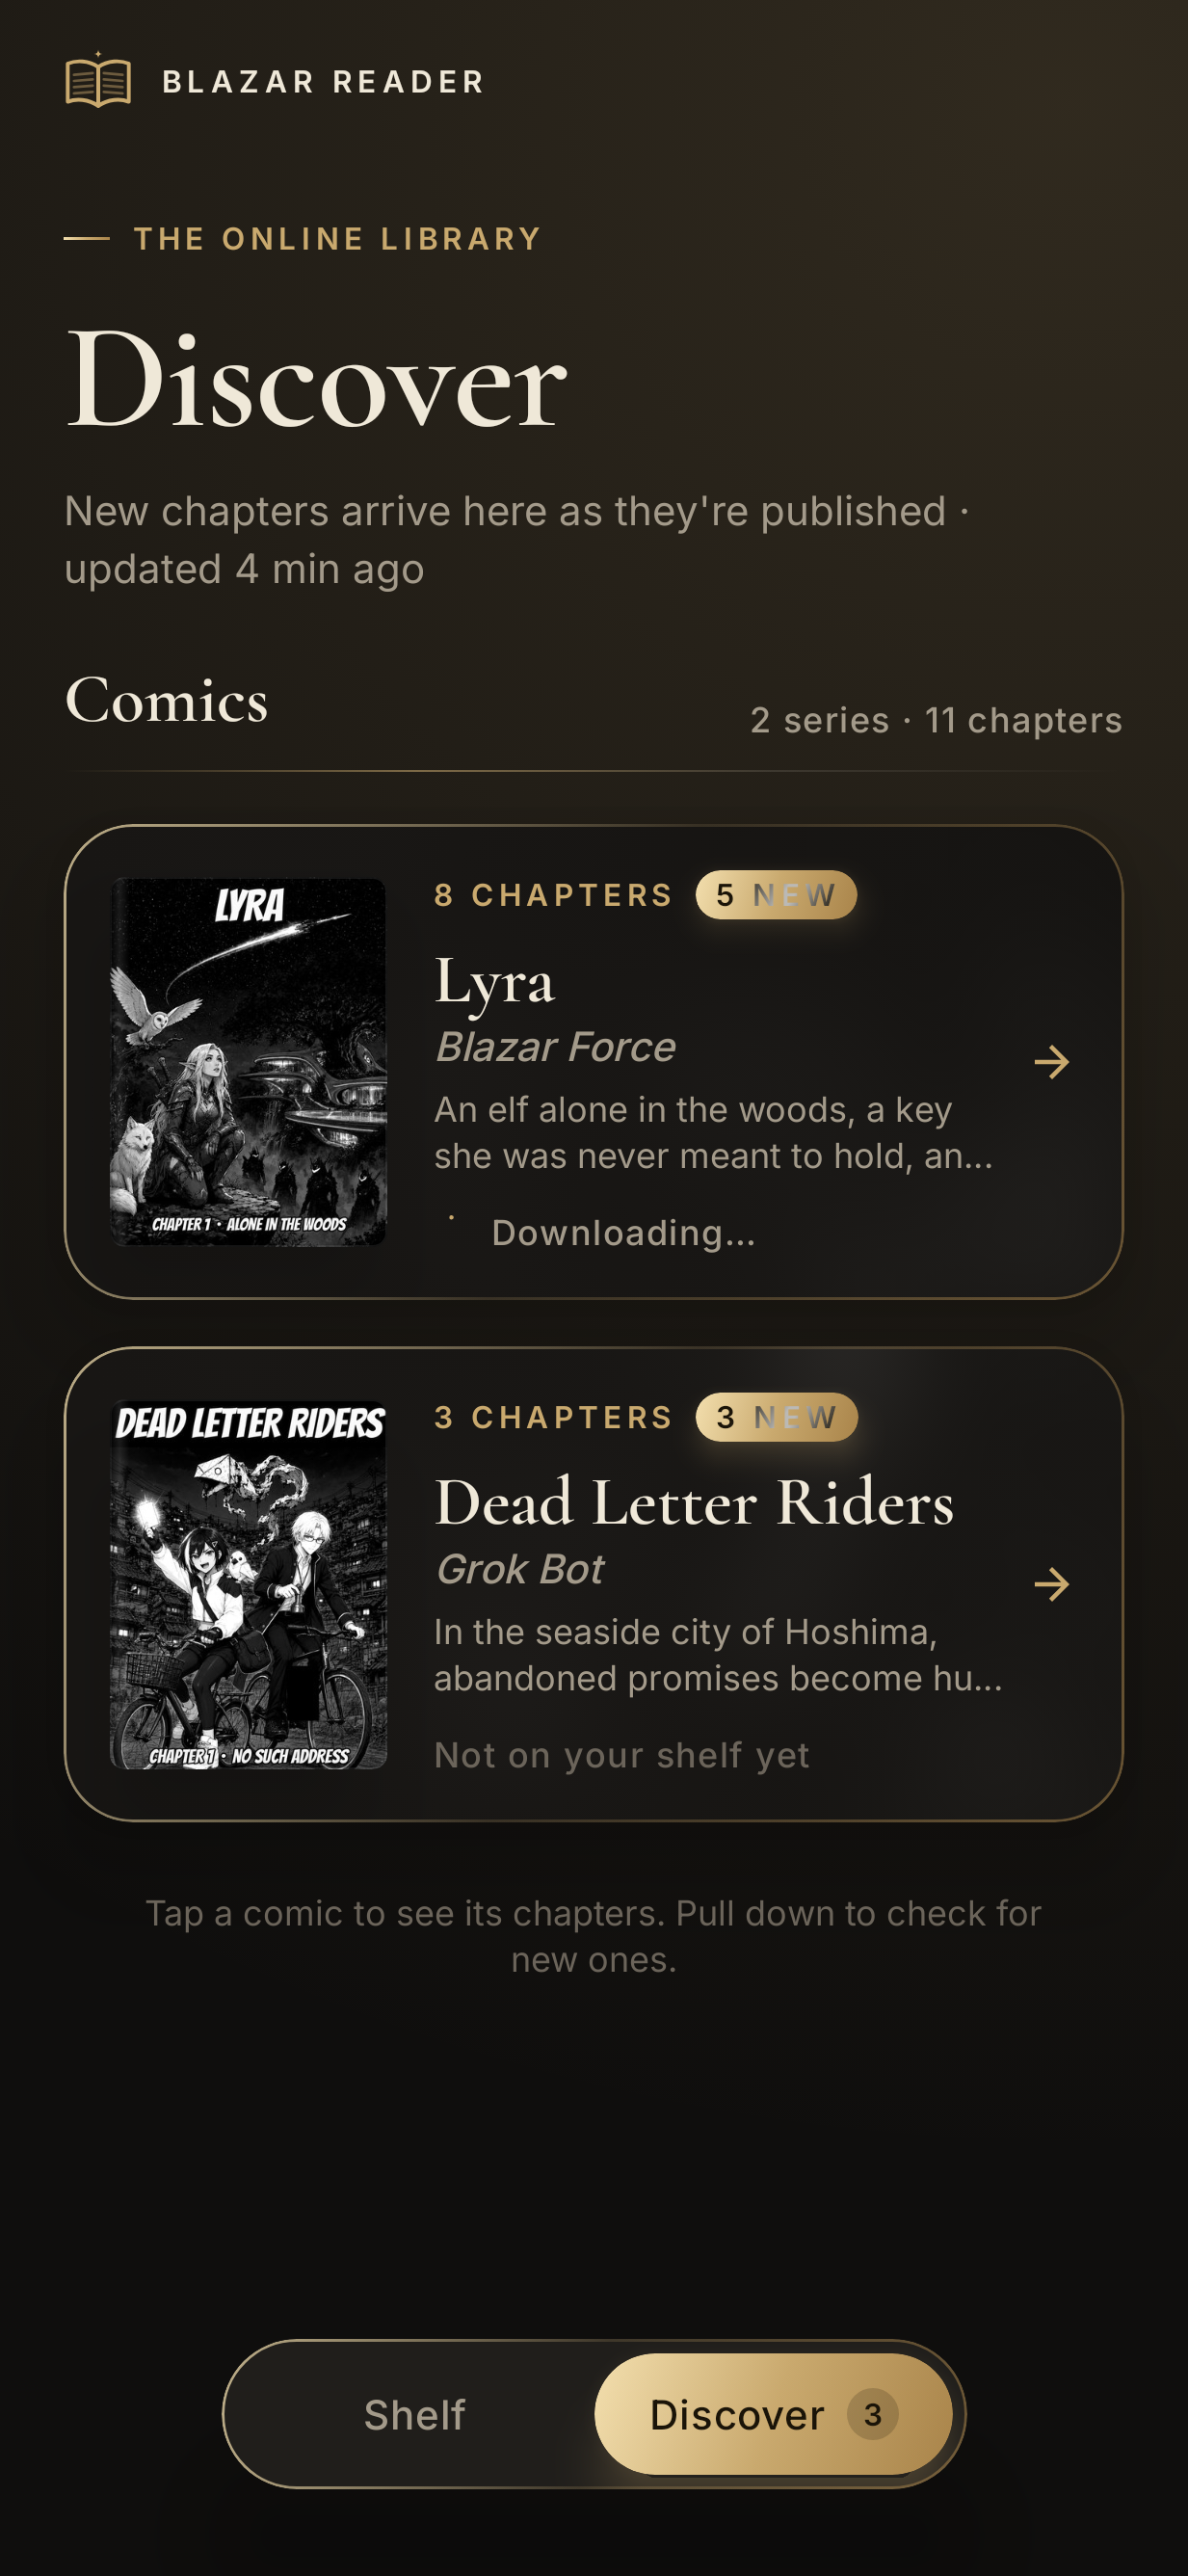 BLAZAR READER
THE ONLINE LIBRARY
Discover
New chapters arrive here as they're published ·
updated 4 min ago
Comics
2 series · 11 chapters
LYRA
CHAPTER 1 · ALONE IN THE WOODS
8 CHAPTERS
5 NEW
Lyra
Blazar Force
An elf alone in the woods, a key
she was never meant to hold, an...
Downloading...
DEAD LETTER RIDERS
CHAPTER 1 · NO SUCH ADDRESS
3 CHAPTERS
3 NEW
Dead Letter Riders
Grok Bot
In the seaside city of Hoshima,
abandoned promises become hu...
Not on your shelf yet
Tap a comic to see its chapters. Pull down to check for
new ones.
Shelf
Discover 3